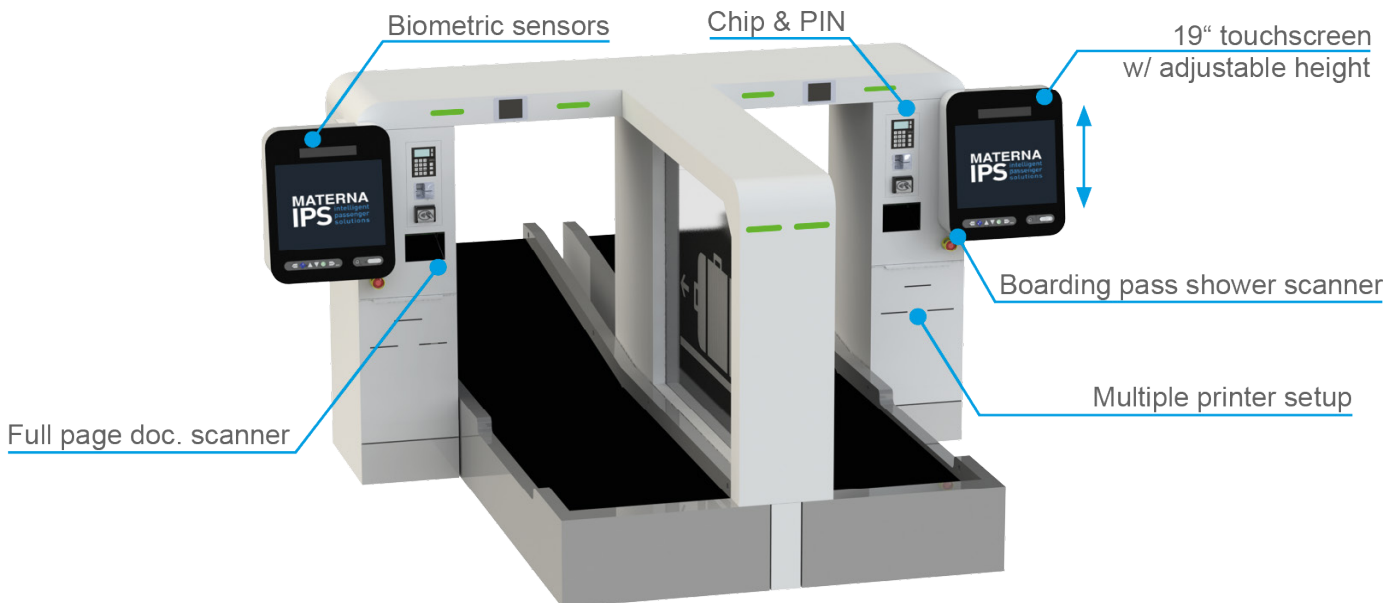 Biometric sensors
Chip & PIN
19“ touchscreen
w/ adjustable height
MATERNA
IPS intelligent
passenger
solutions
MATERNA
IPS intelligent
passenger
solutions
Boarding pass shower scanner
Multiple printer setup
Full page doc. scanner